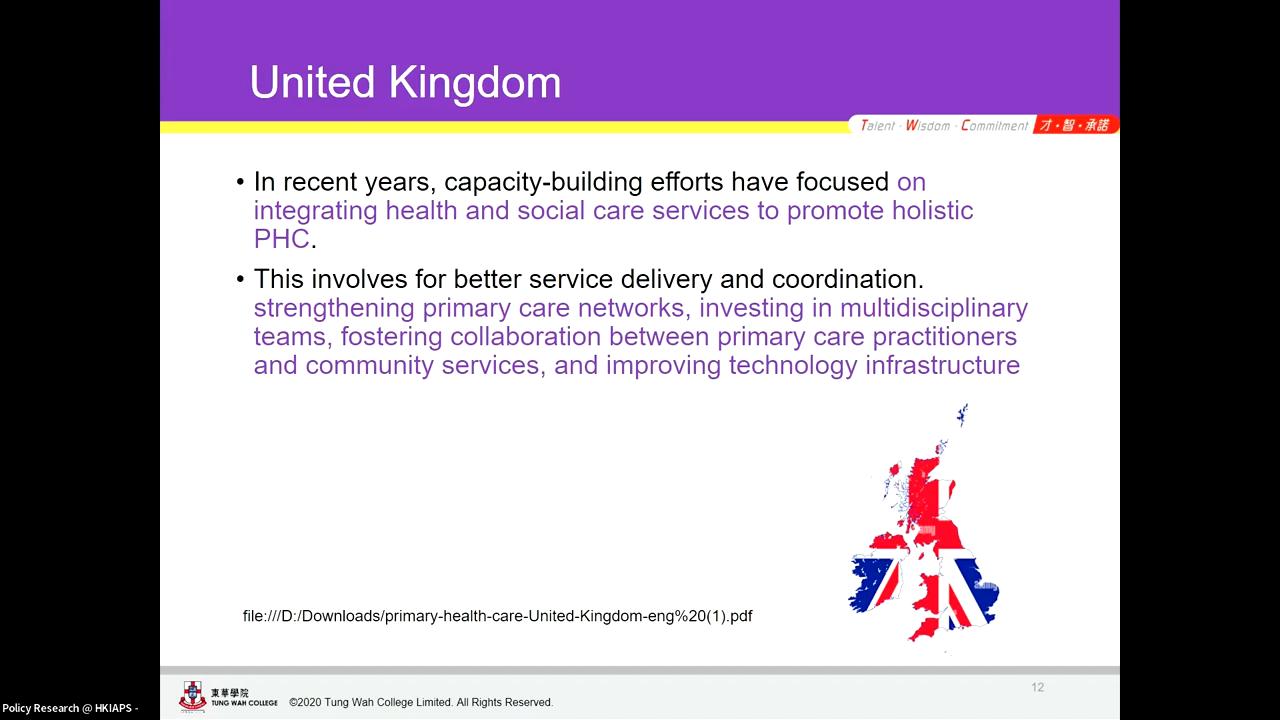 United Kingdom
Talent · Wisdom · Commitment 才·智·承諾
• In recent years, capacity-building efforts have focused on
integrating health and social care services to promote holistic
PHC.
• This involves for better service delivery and coordination.
strengthening primary care networks, investing in multidisciplinary
teams, fostering collaboration between primary care practitioners
and community services, and improving technology infrastructure
file:///D:/Downloads/primary-health-care-United-Kingdom-eng%20(1).pdf
12
東華學院
TUNG WAH COLLEGE
©2020 Tung Wah College Limited. All Rights Reserved.
Policy Research @ HKIAPS -